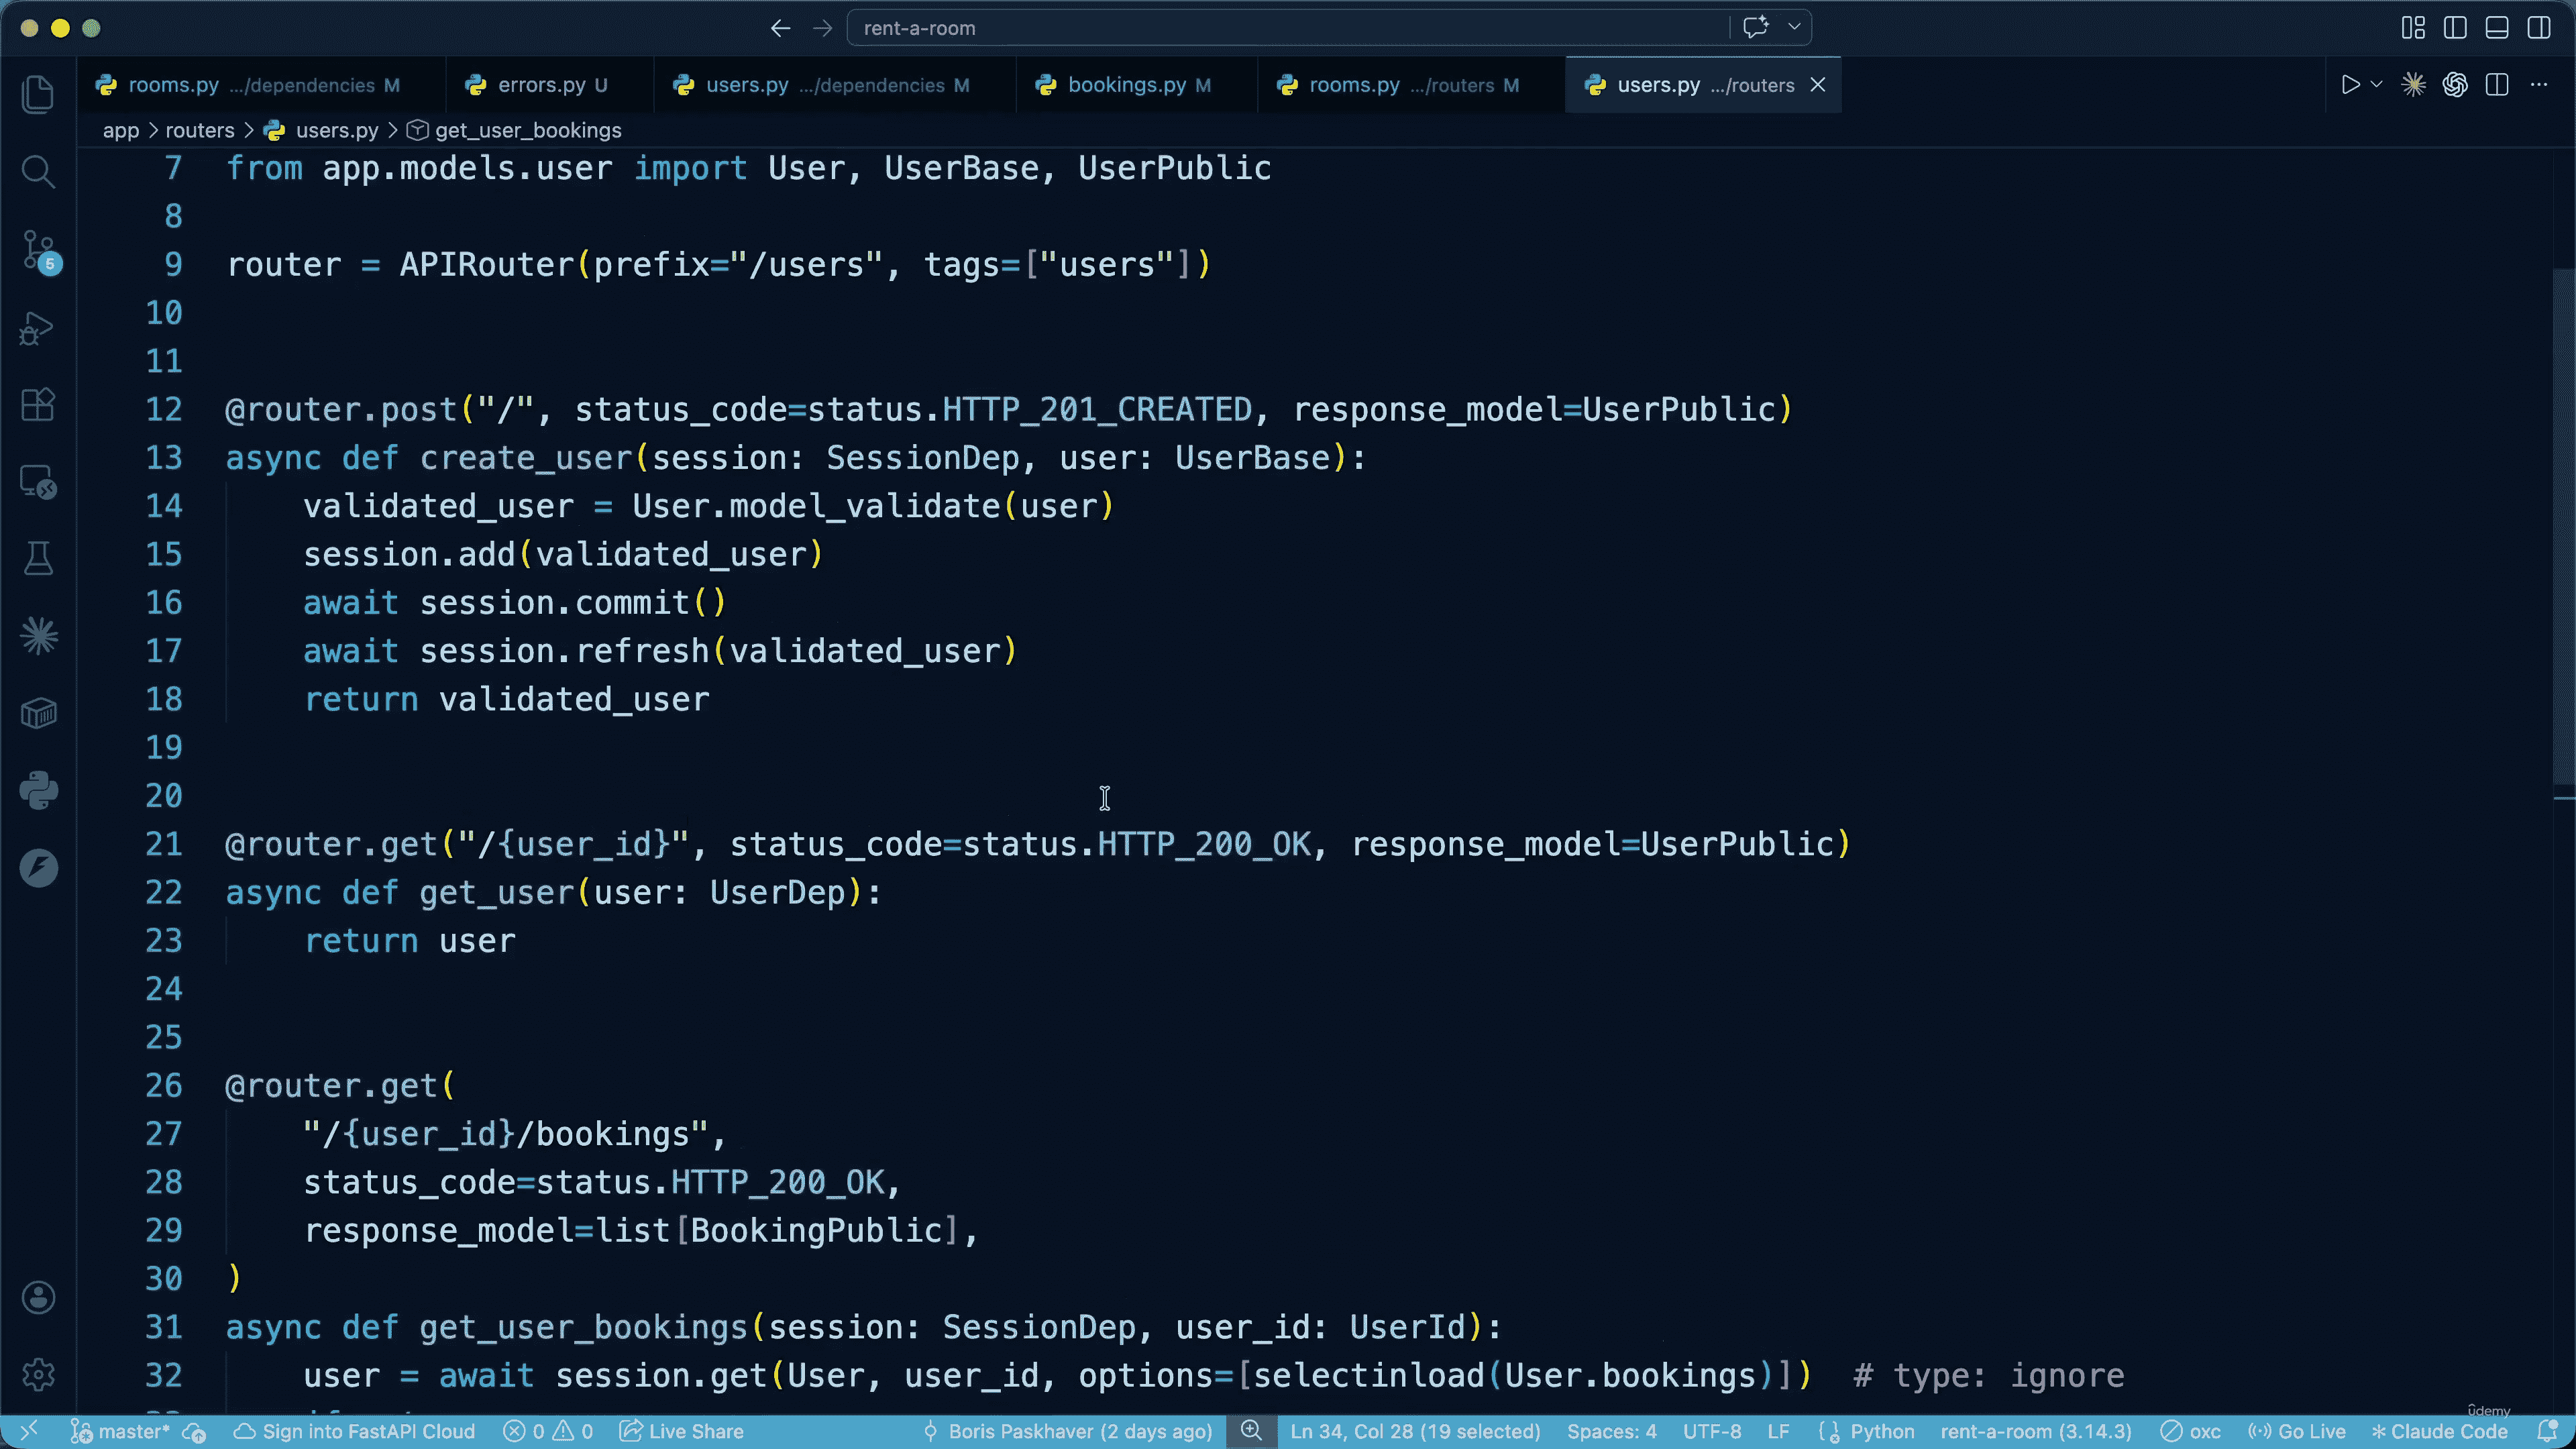 rent-a-room
rooms.py .../dependencies M
errors.py U
users.py .../dependencies M
bookings.py M
rooms.py .../routers M
users.py .../routers
app > routers > users.py > get_user_bookings
7 from app.models.user import User, UserBase, UserPublic
8
9 router = APIRouter(prefix="/users", tags=["users"])
10
11
12 @router.post("/", status_code=status.HTTP_201_CREATED, response_model=UserPublic)
13 async def create_user(session: SessionDep, user: UserBase):
14     validated_user = User.model_validate(user)
15     session.add(validated_user)
16     await session.commit()
17     await session.refresh(validated_user)
18     return validated_user
19
20
21 @router.get("/{user_id}", status_code=status.HTTP_200_OK, response_model=UserPublic)
22 async def get_user(user: UserDep):
23     return user
24
25
26 @router.get(
27     "/{user_id}/bookings",
28     status_code=status.HTTP_200_OK,
29     response_model=list[BookingPublic],
30 )
31 async def get_user_bookings(session: SessionDep, user_id: UserId):
32     user = await session.get(User, user_id, options=[selectinload(User.bookings)])  # type: ignore
5
udemy
master* Sign into FastAPI Cloud 0 0 Live Share Boris Paskhaver (2 days ago) Ln 34, Col 28 (19 selected) Spaces: 4 UTF-8 LF Python rent-a-room (3.14.3) oxc Go Live Claude Code